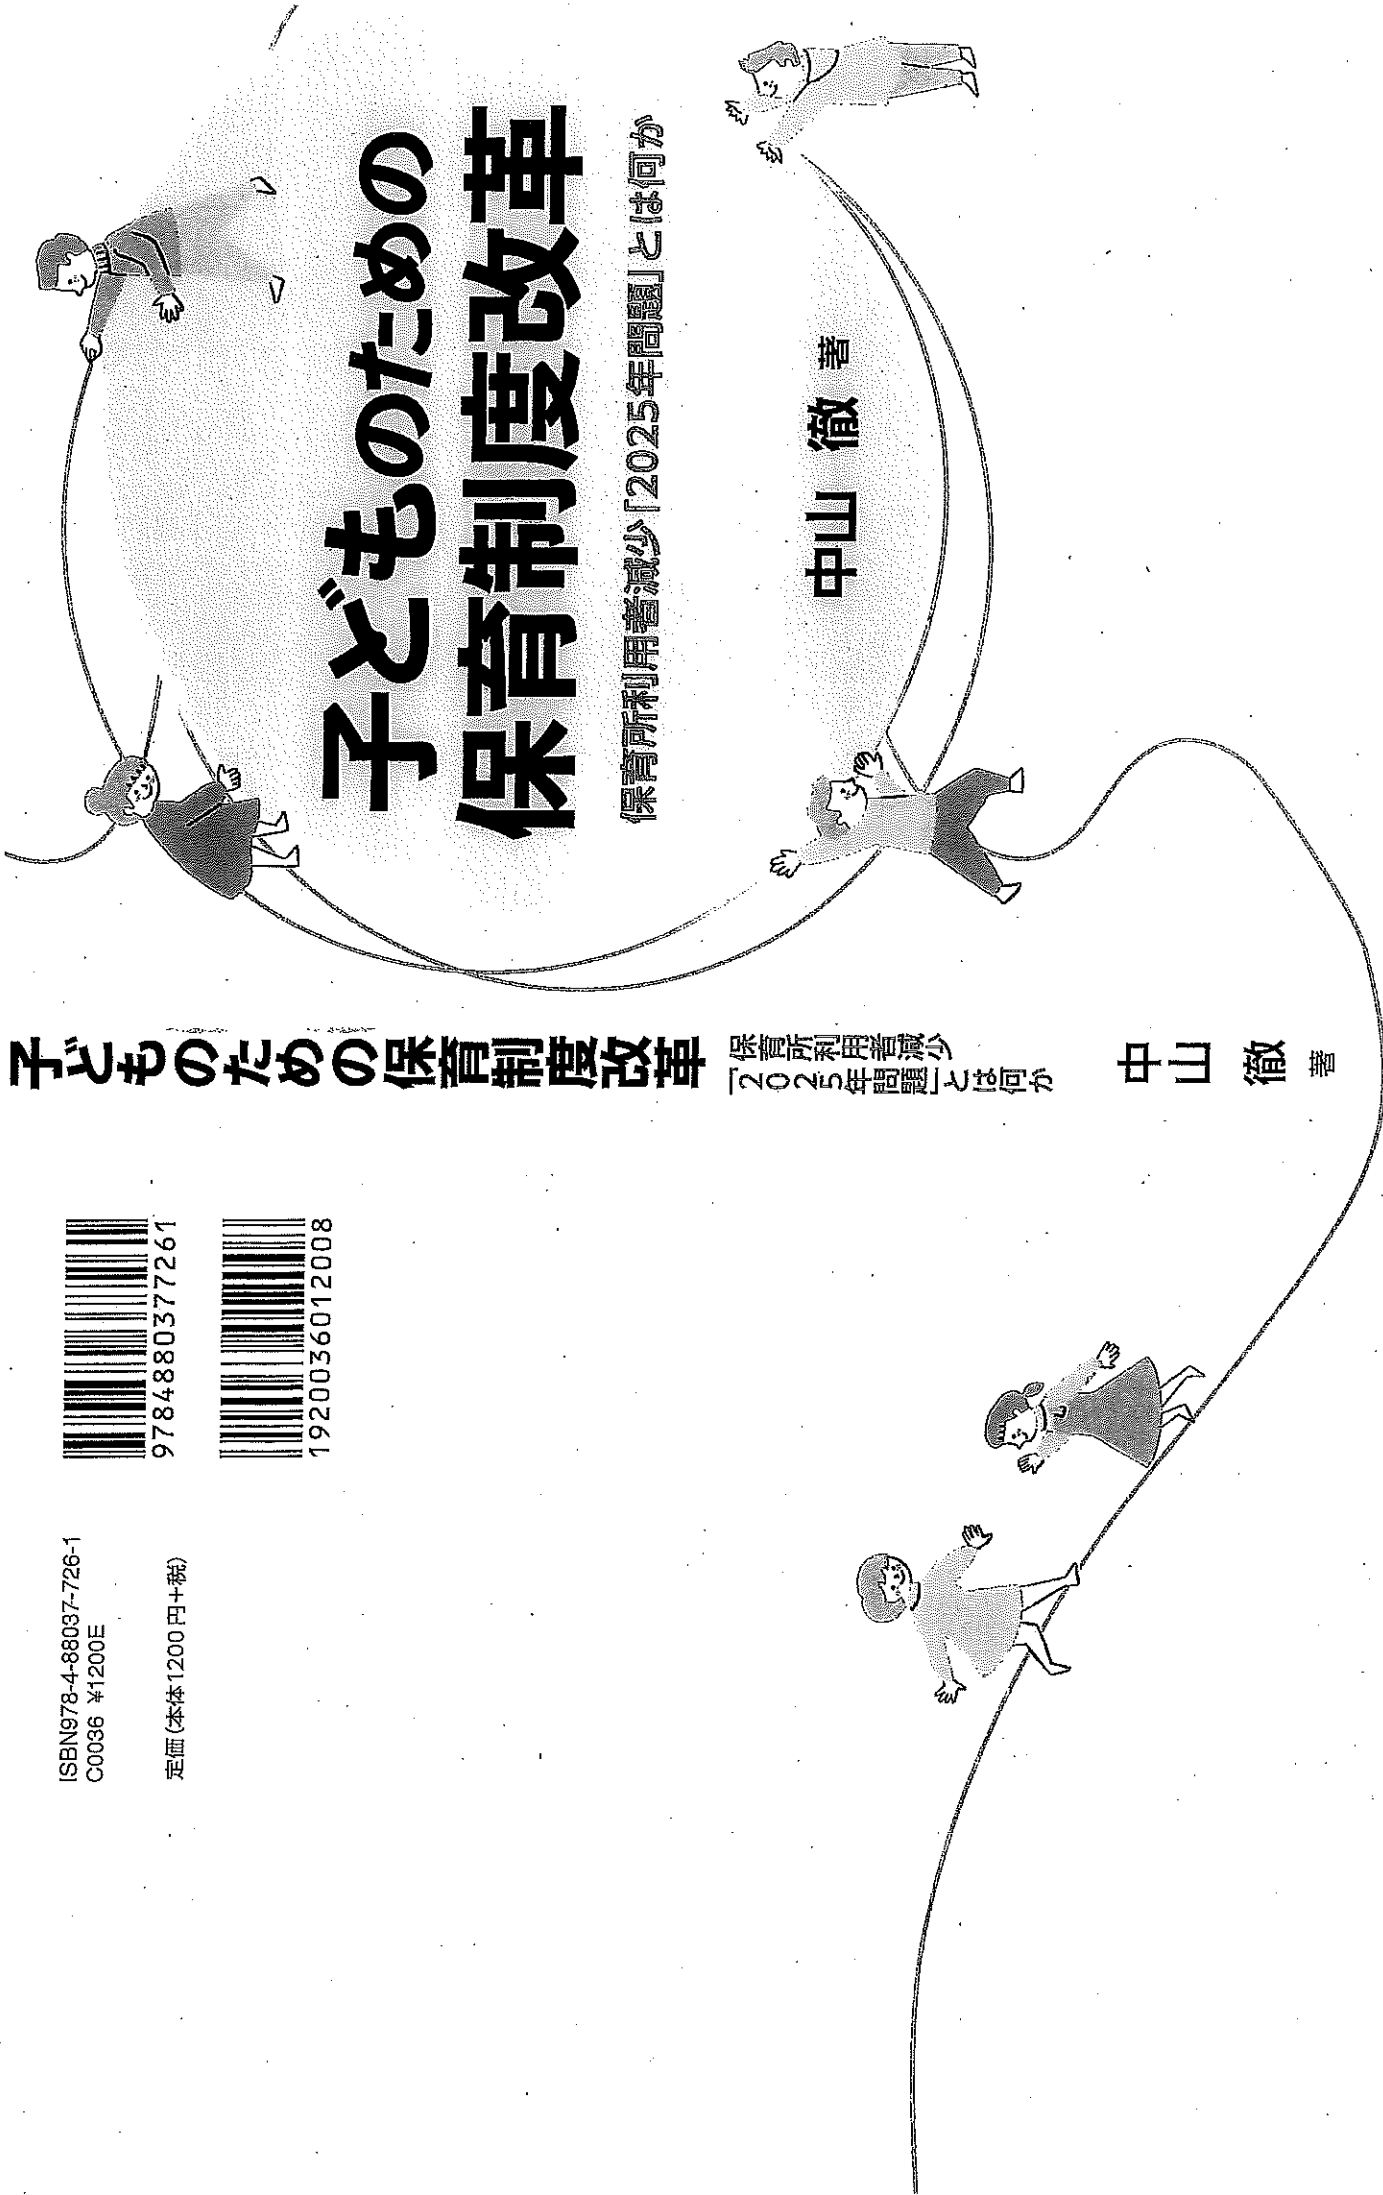 子どものための
保育制度改革
保育所利用者減少「2025年問題」とは何か
中山 徹 著
子どものための保育制度改革
保育所利用者減少
「2025年問題」とは何か
中山 徹 著
9784880377261
1920036012008
ISBN978-4-88037-726-1
C0036 ¥1200E
定価(本体1200円+税)